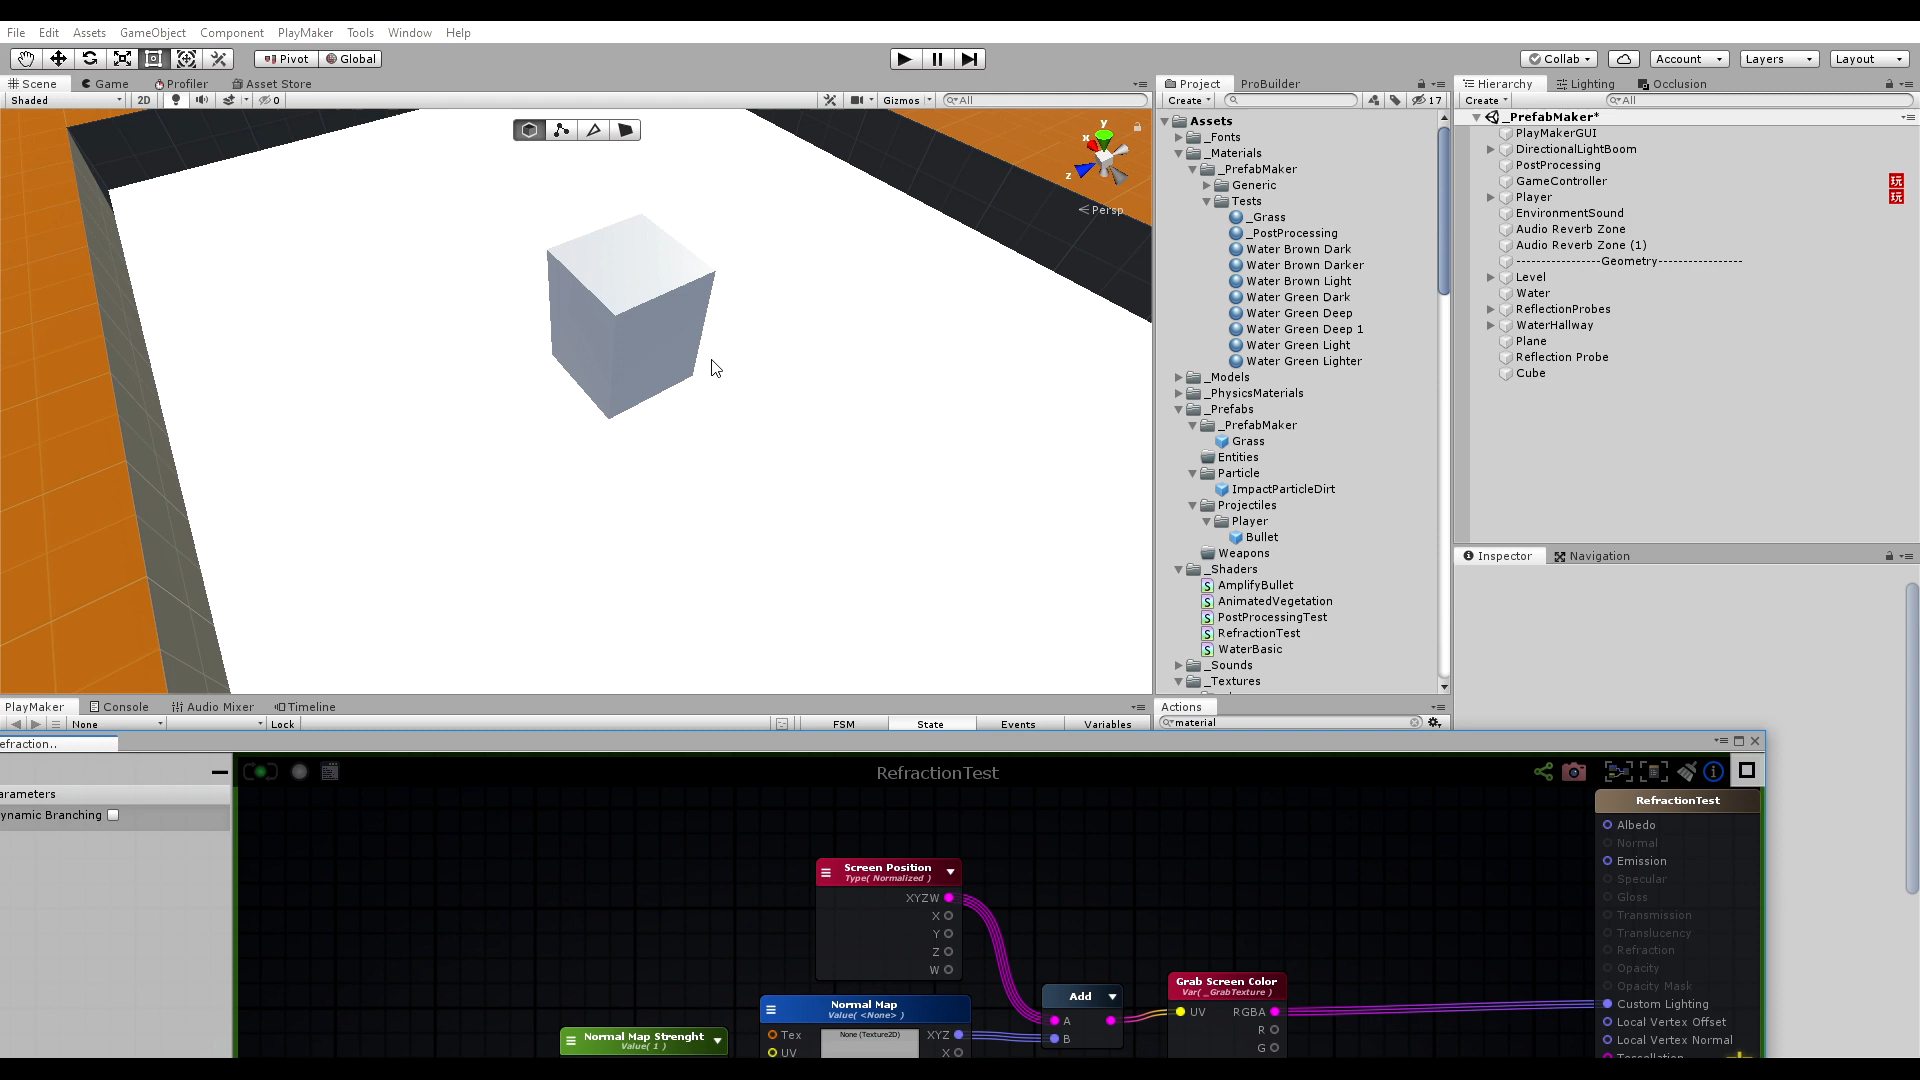 File Edit Assets GameObject Component PlayMaker Tools Window Help
Pivot Global Collab Account Layers Layout
Scene Game Profiler Asset Store
Shaded 2D 0 Gizmos All
y
x
z
Persp
Project ProBuilder
Create 17
Assets
_Fonts
_Materials
_PrefabMaker
Generic
Tests
_Grass
_PostProcessing
Water Brown Dark
Water Brown Darker
Water Brown Light
Water Green Dark
Water Green Deep
Water Green Deep 1
Water Green Light
Water Green Lighter
_Models
_PhysicsMaterials
_Prefabs
_PrefabMaker
Grass
Entities
Particle
ImpactParticleDirt
Projectiles
Player
Bullet
Weapons
_Shaders
AmplifyBullet
AnimatedVegetation
PostProcessingTest
RefractionTest
WaterBasic
_Sounds
_Textures
Hierarchy Lighting Occlusion
Create All
_PrefabMaker*
PlayMakerGUI
DirectionalLightBoom
PostProcessing
GameController
玩
Player
玩
EnvironmentSound
Audio Reverb Zone
Audio Reverb Zone (1)
-----------------Geometry-----------------
Level
Water
ReflectionProbes
WaterHallway
Plane
Reflection Probe
Cube
Inspector Navigation
PlayMaker Console Audio Mixer Timeline
None Lock FSM State Events Variables
Actions
material
efraction..
arameters
ynamic Branching
RefractionTest
Screen Position
Type( Normalized )
XYZW
X
Y
Z
W
Normal Map
Value( <None> )
Tex None (Texture2D) XYZ
UV X
Normal Map Strenght
Value( 1 )
Add
A
B
Grab Screen Color
Var( _GrabTexture )
UV RGBA
R
G
RefractionTest
Albedo
Normal
Emission
Specular
Gloss
Transmission
Translucency
Refraction
Opacity
Opacity Mask
Custom Lighting
Local Vertex Offset
Local Vertex Normal